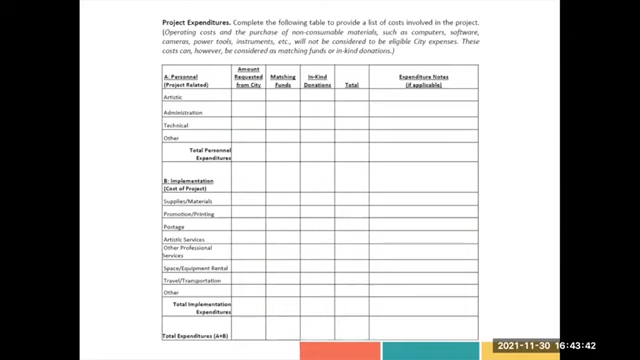 Project Expenditures. Complete the following table to provide a list of costs involved in the project.
(Operating costs and the purchase of non-consumable materials, such as computers, software,
cameras, power tools, instruments, etc., will not be considered to be eligible City expenses. These
costs can, however, be considered as matching funds or in-kind donations.)
A: Personnel
(Project Related)
Amount
Requested
from City
Matching
Funds
In-Kind
Donations
Total
Expenditure Notes
(if applicable)
Artistic
Administration
Technical
Other
Total Personnel
Expenditures
B: Implementation
(Cost of Project)
Supplies/Materials
Promotion/Printing
Postage
Artistic Services
Other Professional
Services
Space/Equipment Rental
Travel/Transportation
Other
Total Implementation
Expenditures
Total Expenditures (A+B)
2021-11-30 16:43:42